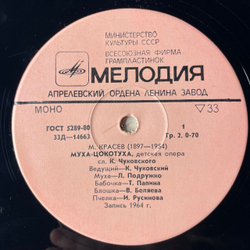 МИНИСТЕРСТВО
КУЛЬТУРЫ СССР
ВСЕСОЮЗНАЯ ФИРМА
ГРАМПЛАСТИНОК
МЕЛОДИЯ
АПРЕЛЕВСКИЙ ОРДЕНА ЛЕНИНА ЗАВОД
МОНО
33
ГОСТ 5289-80
1
33Д-14663
Гр. 2, 0-70
М. КРАСЕВ (1897-1954)
МУХА-ЦОКОТУХА, детская опера
сл. К. Чуковского
Ведущий—К. Чуковский
Муха—Л. Подружко
Бабочка—Т. Папина
Блошка—В. Беляева
Пчелка—И. Русинова
Запись 1964 г.